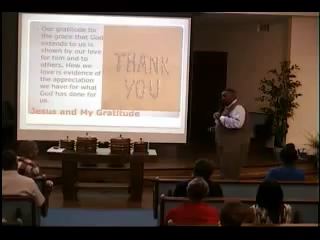 Our gratitude for
the grace that God
extends to us is
shown by our love
for him and to
others. How we
love is evidence of
the appreciation
we have for what
God has done for
us.
THANK
YOU
Jesus and My Gratitude